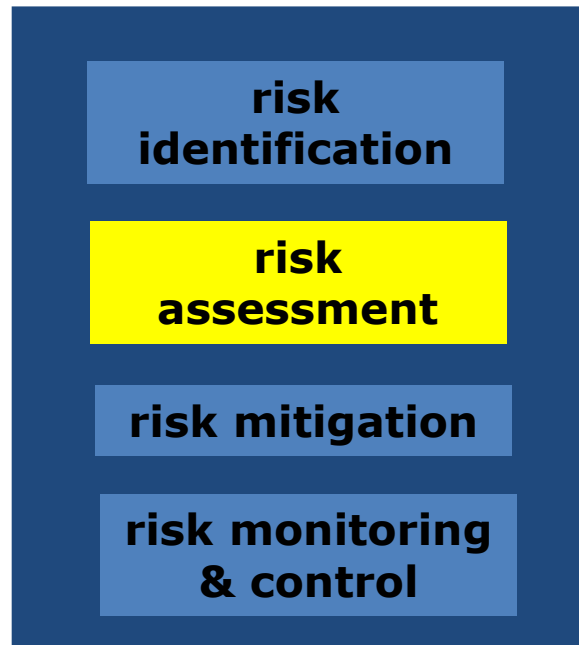 risk
identification
risk
assessment
risk mitigation
risk monitoring
& control